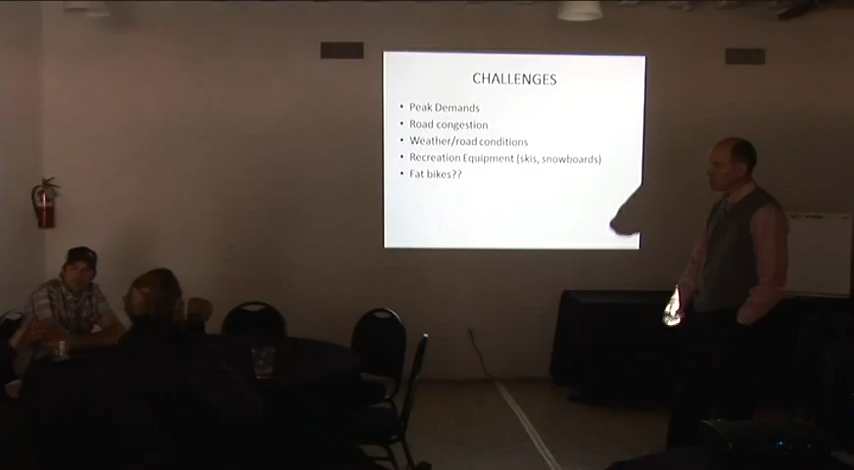 CHALLENGES
• Peak Demands
• Road congestion
• Weather/road conditions
• Recreation Equipment (skis, snowboards)
• Fat bikes??